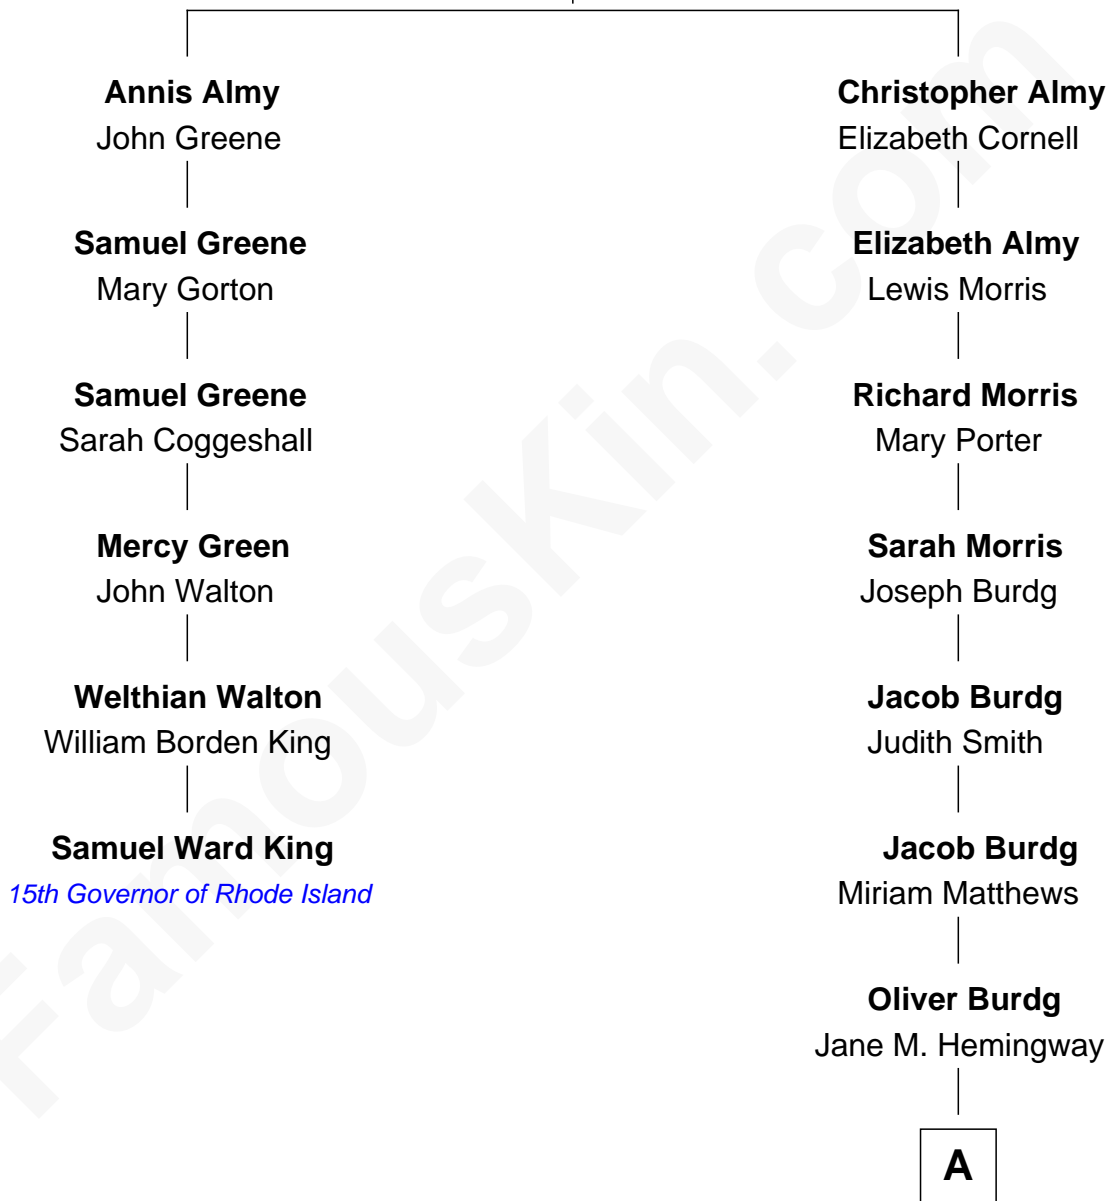 Annis Almy
John Greene
Samuel Greene
Mary Gorton
Samuel Greene
Sarah Coggeshall
Mercy Green
John Walton
Welthian Walton
William Borden King
Samuel Ward King
15th Governor of Rhode Island
Christopher Almy
Elizabeth Cornell
Elizabeth Almy
Lewis Morris
Richard Morris
Mary Porter
Sarah Morris
Joseph Burdg
Jacob Burdg
Judith Smith
Jacob Burdg
Miriam Matthews
Oliver Burdg
Jane M. Hemingway
A
FamousKin.com